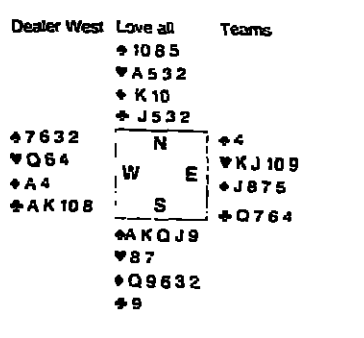 Dealer West Love all Teams
♠ 10 8 5
♥ A 5 3 2
♦ K 10
♣ J 5 3 2
♠ 7 6 3 2 N ♠ 4
♥ Q 6 4 ♥ K J 10 9
♦ A 4 W E ♦ J 8 7 5
♣ A K 10 8 S ♣ Q 7 6 4
♠ A K Q J 9
♥ 8 7
♦ Q 9 6 3 2
♣ 9